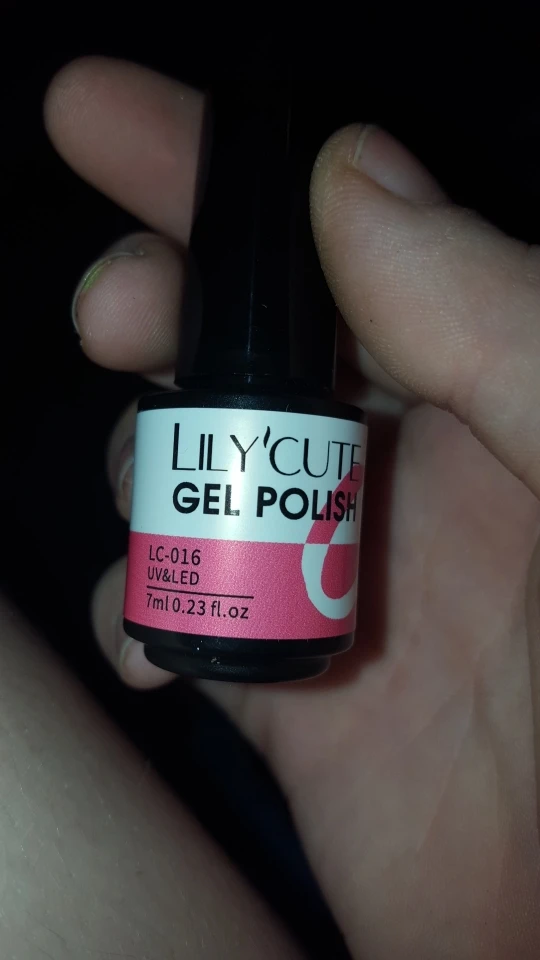 LILY'CUTE
GEL POLISH
LC-016
UV&LED
7ml 0.23 fl.oz